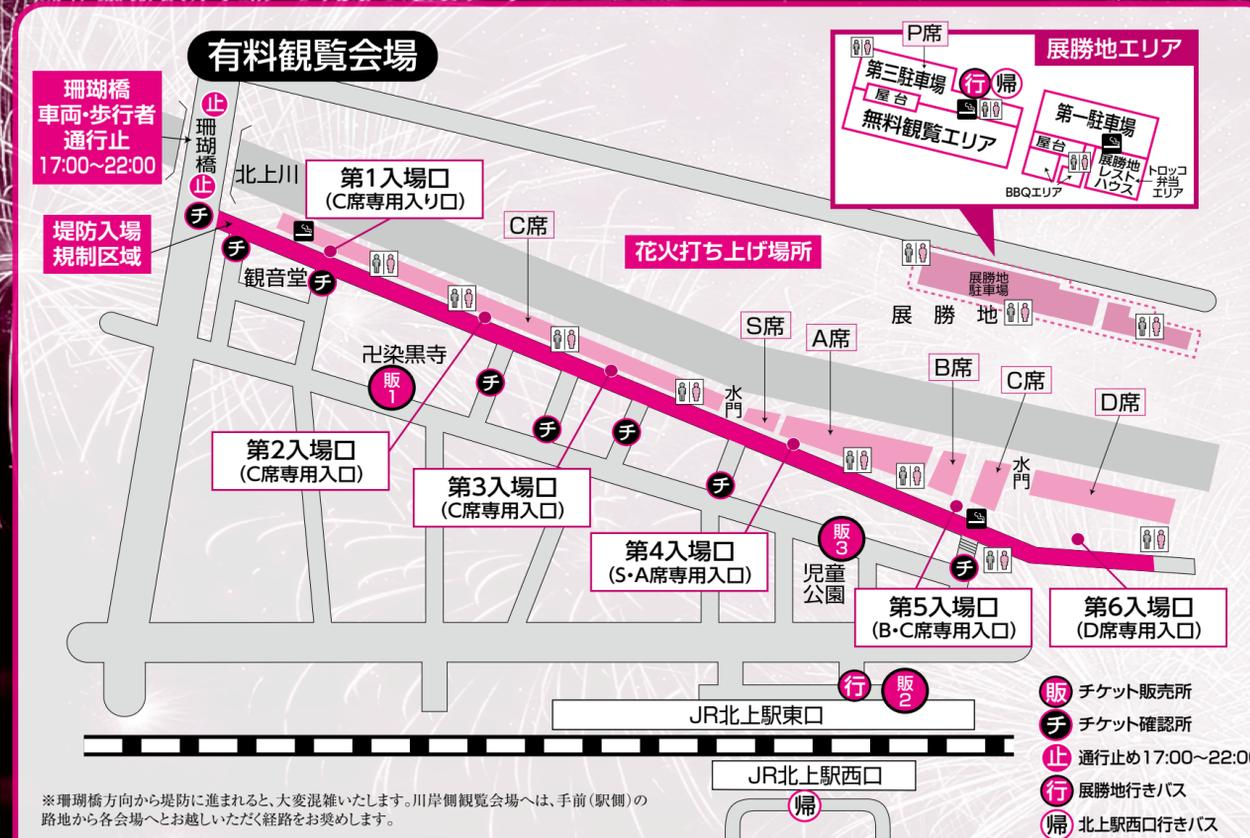 有料観覧会場
珊瑚橋
車両・歩行者
通行止
17:00〜22:00
止
珊瑚橋
止
チ
北上川
堤防入場
規制区域
チ
観音堂
チ
第1入場口
(C席専用入り口)
C席
花火打ち上げ場所
展勝地エリア
P席
第三駐車場
行
帰
屋台
無料観覧エリア
第一駐車場
屋台
BBQエリア
展勝地
レスト
ハウス
トロッコ
弁当
エリア
展勝地
駐車場
展勝地
卍染黒寺
販
1
チ
チ
チ
チ
水門
S席
A席
B席
C席
D席
水門
第2入場口
(C席専用入口)
第3入場口
(C席専用入口)
第4入場口
(S・A席専用入口)
販
3
児童
公園
チ
第5入場口
(B・C席専用入口)
第6入場口
(D席専用入口)
行
販
2
JR北上駅東口
JR北上駅西口
帰
販 チケット販売所
チ チケット確認所
止 通行止め17:00〜22:00
行 展勝地行きバス
帰 北上駅西口行きバス
※珊瑚橋方向から堤防に進まれると、大変混雑いたします。川岸側観覧会場へは、手前（駅側）の
路地から各会場へとお越しいただく経路をお奨めします。